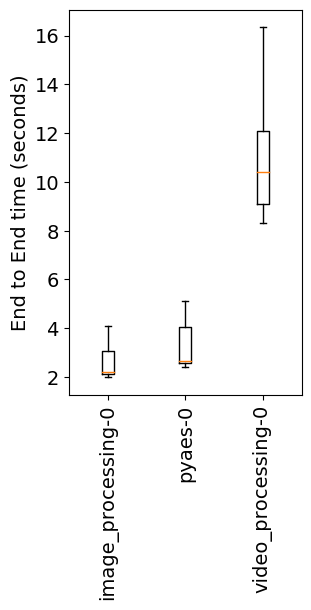 End to End time (seconds)
16
14
12
10
8
6
4
2
image_processing-0
pyaes-0
video_processing-0